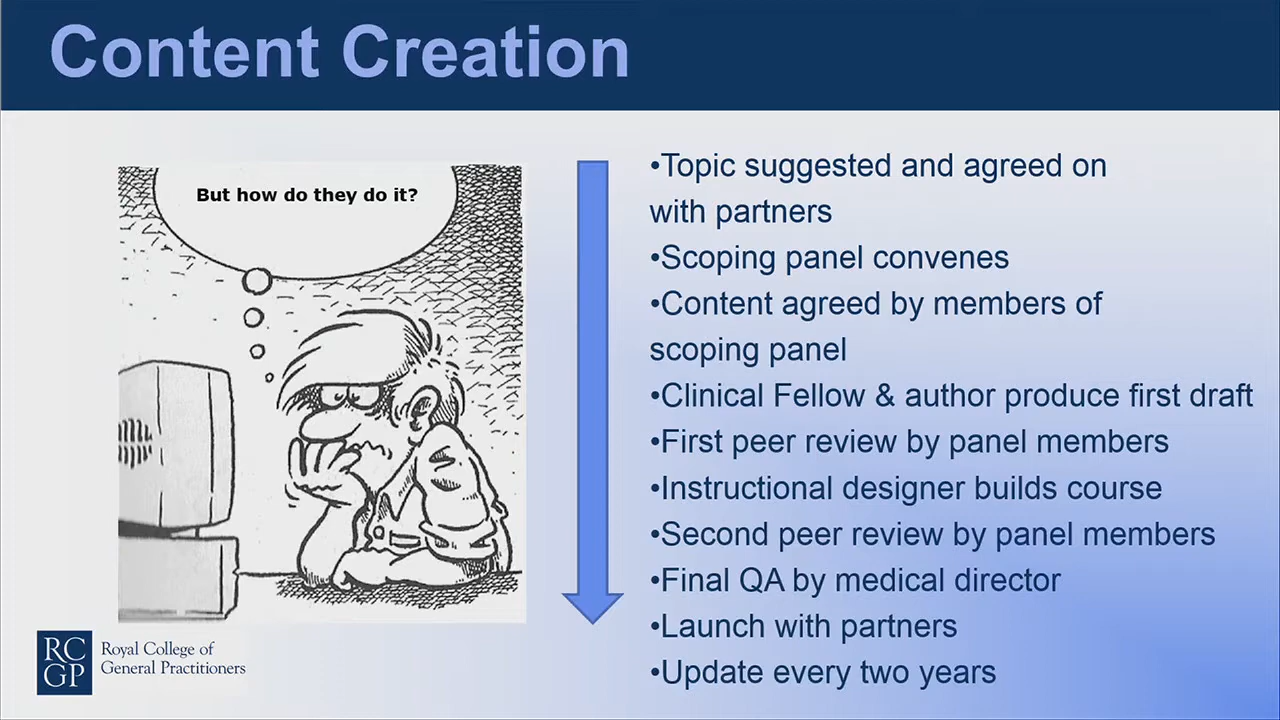 Content Creation
But how do they do it?
•Topic suggested and agreed on
with partners
•Scoping panel convenes
•Content agreed by members of
scoping panel
•Clinical Fellow & author produce first draft
•First peer review by panel members
•Instructional designer builds course
•Second peer review by panel members
•Final QA by medical director
•Launch with partners
•Update every two years
RC
GP
Royal College of
General Practitioners